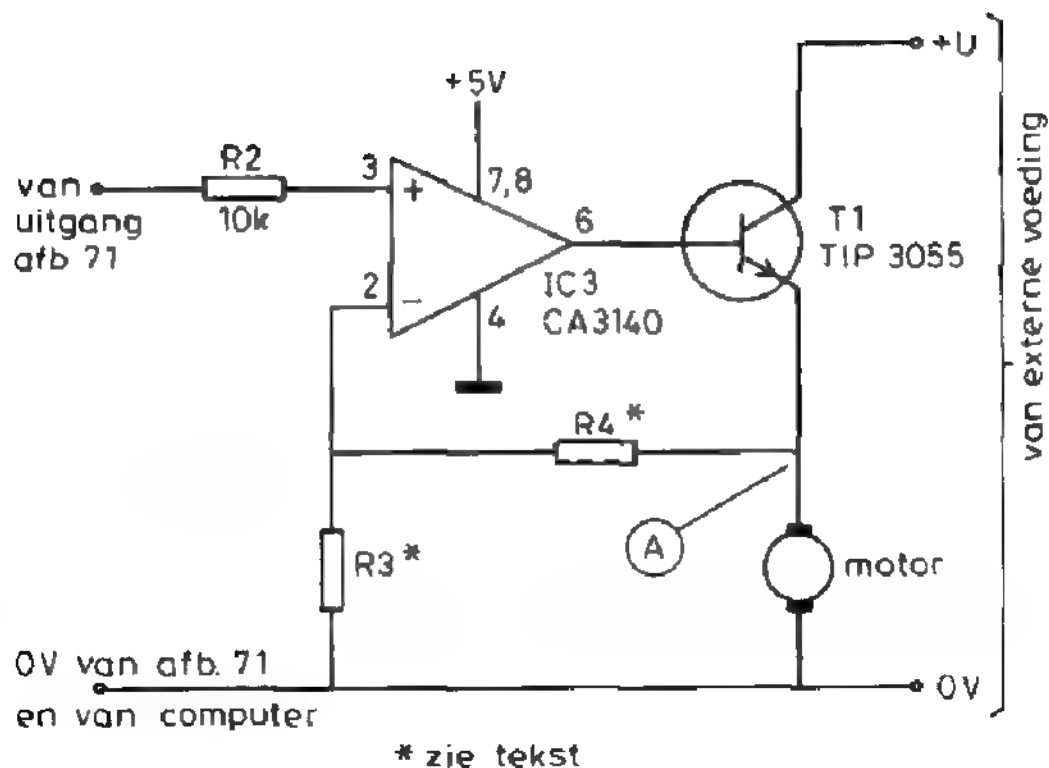 +U
+5V
R2
3
+
7,8
van
10k
6
T1
uitgang
TIP 3055
afb 71
2
−
IC3
4
CA3140
van externe voeding
R4*
A
R3*
motor
0V van afb. 71
0V
en van computer
* zie tekst